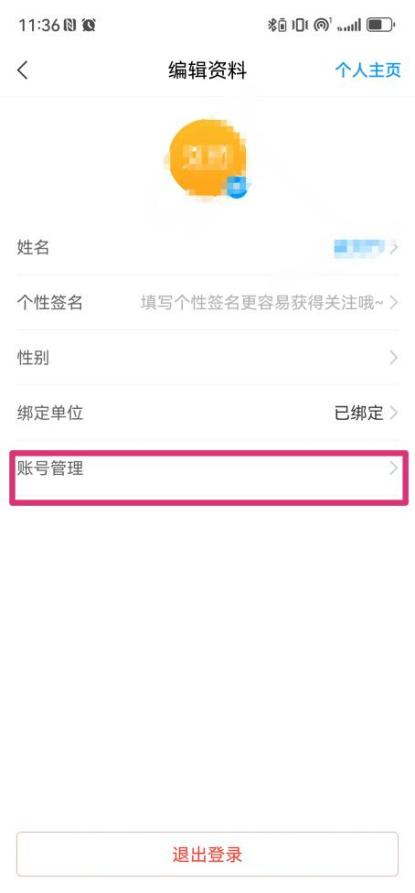 11:36
编辑资料
个人主页
姓名
个性签名
填写个性签名更容易获得关注哦~
性别
绑定单位
已绑定
账号管理
退出登录